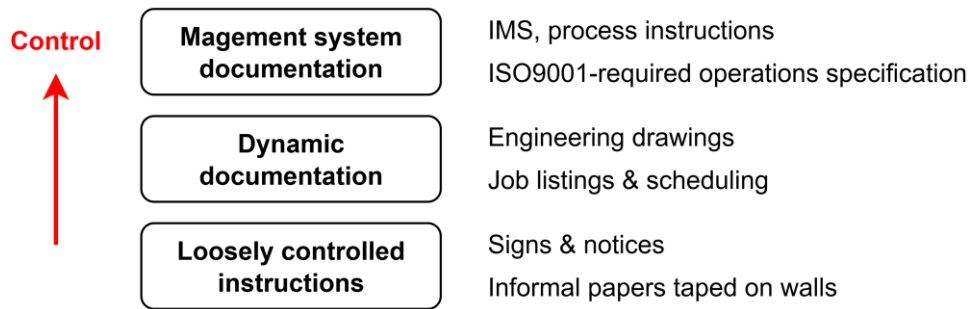 Control
Magement system
documentation
IMS, process instructions
ISO9001-required operations specification
Dynamic
documentation
Engineering drawings
Job listings & scheduling
Loosely controlled
instructions
Signs & notices
Informal papers taped on walls